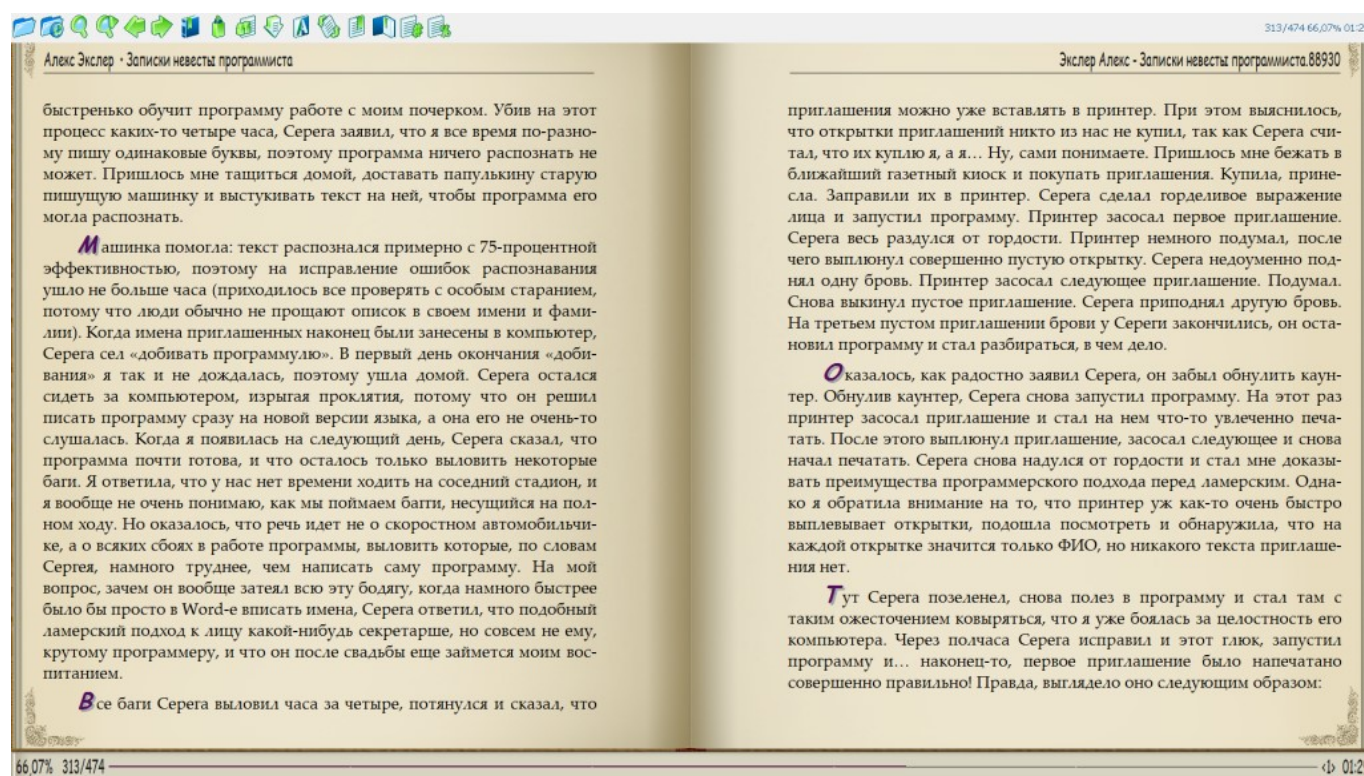 313/474 66,07% 01:2
Алекс Экслер · Записки невесты программиста
быстренько обучит программу работе с моим почерком. Убив на этот
процесс каких-то четыре часа, Серега заявил, что я все время по-разно-
му пишу одинаковые буквы, поэтому программа ничего распознать не
может. Пришлось мне тащиться домой, доставать папулькину старую
пишущую машинку и выстукивать текст на ней, чтобы программа его
могла распознать.
Машинка помогла: текст распознался примерно с 75-процентной
эффективностью, поэтому на исправление ошибок распознавания
ушло не больше часа (приходилось все проверять с особым старанием,
потому что люди обычно не прощают описок в своем имени и фами-
лии). Когда имена приглашенных наконец были занесены в компьютер,
Серега сел «добивать программулю». В первый день окончания «доби-
вания» я так и не дождалась, поэтому ушла домой. Серега остался
сидеть за компьютером, изрыгая проклятия, потому что он решил
писать программу сразу на новой версии языка, а она его не очень-то
слушалась. Когда я появилась на следующий день, Серега сказал, что
программа почти готова, и что осталось только выловить некоторые
баги. Я ответила, что у нас нет времени ходить на соседний стадион, и
я вообще не очень понимаю, как мы поймаем багги, несущийся на пол-
ном ходу. Но оказалось, что речь идет не о скоростном автомобильчи-
ке, а о всяких сбоях в работе программы, выловить которые, по словам
Сергея, намного труднее, чем написать саму программу. На мой
вопрос, зачем он вообще затеял всю эту бодягу, когда намного быстрее
было бы просто в Word-е вписать имена, Серега ответил, что подобный
ламерский подход к лицу какой-нибудь секретарше, но совсем не ему,
крутому программеру, и что он после свадьбы еще займется моим вос-
питанием.
Все баги Серега выловил часа за четыре, потянулся и сказал, что
Экслер Алекс - Записки невесты программиста.88930
приглашения можно уже вставлять в принтер. При этом выяснилось,
что открытки приглашений никто из нас не купил, так как Серега счи-
тал, что их куплю я, а я… Ну, сами понимаете. Пришлось мне бежать в
ближайший газетный киоск и покупать приглашения. Купила, прине-
сла. Заправили их в принтер. Серега сделал горделивое выражение
лица и запустил программу. Принтер засосал первое приглашение.
Серега весь раздулся от гордости. Принтер немного подумал, после
чего выплюнул совершенно пустую открытку. Серега недоуменно под-
нял одну бровь. Принтер засосал следующее приглашение. Подумал.
Снова выкинул пустое приглашение. Серега приподнял другую бровь.
На третьем пустом приглашении брови у Сереги закончились, он оста-
новил программу и стал разбираться, в чем дело.
Оказалось, как радостно заявил Серега, он забыл обнулить каун-
тер. Обнулив каунтер, Серега снова запустил программу. На этот раз
принтер засосал приглашение и стал на нем что-то увлеченно печа-
тать. После этого выплюнул приглашение, засосал следующее и снова
начал печатать. Серега снова надулся от гордости и стал мне доказы-
вать преимущества программерского подхода перед ламерским. Одна-
ко я обратила внимание на то, что принтер уж как-то очень быстро
выплевывает открытки, подошла посмотреть и обнаружила, что на
каждой открытке значится только ФИО, но никакого текста приглаше-
ния нет.
Тут Серега позеленел, снова полез в программу и стал там с
таким ожесточением ковыряться, что я уже боялась за целостность его
компьютера. Через полчаса Серега исправил и этот глюк, запустил
программу и… наконец-то, первое приглашение было напечатано
совершенно правильно! Правда, выглядело оно следующим образом:
66,07% 313/474
01:2